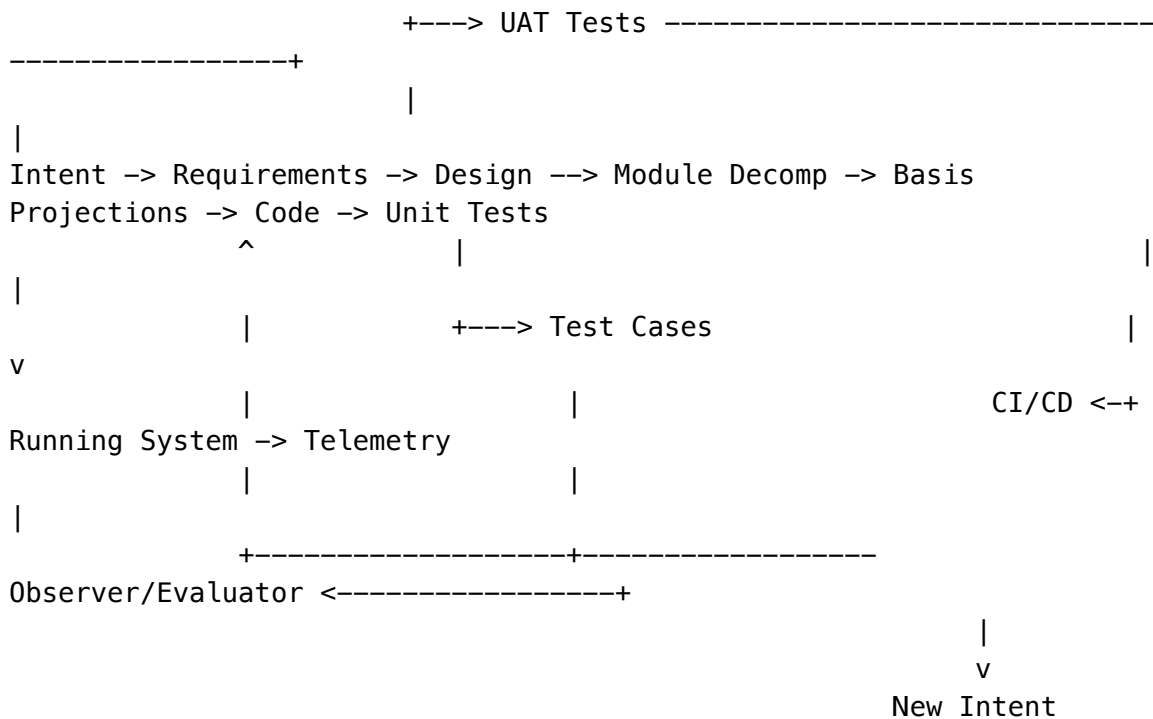 +---> UAT Tests ------------------------------
-----------------+
|
|
Intent -> Requirements -> Design --> Module Decomp -> Basis
Projections -> Code -> Unit Tests
^ | |
|
| +---> Test Cases |
v
| | CI/CD <-+
Running System -> Telemetry
| |
|
+-------------------+------------------
Observer/Evaluator <-----------------+
|
v
New Intent